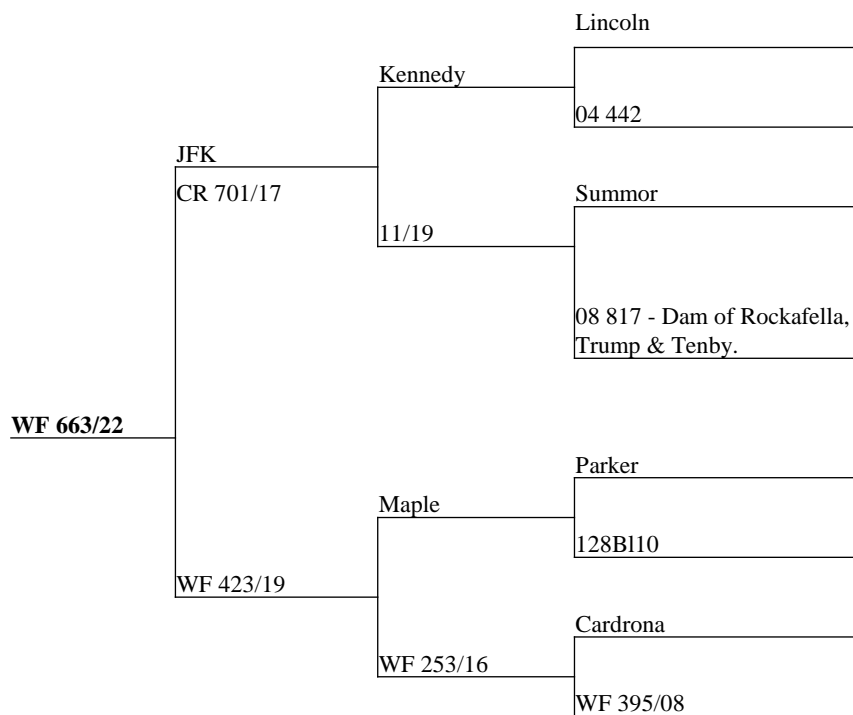 Lincoln
Kennedy
04 442
JFK
CR 701/17
Summor
11/19
08 817 - Dam of Rockafella,
Trump & Tenby.
WF 663/22
Parker
Maple
128Bl10
WF 423/19
Cardrona
WF 253/16
WF 395/08